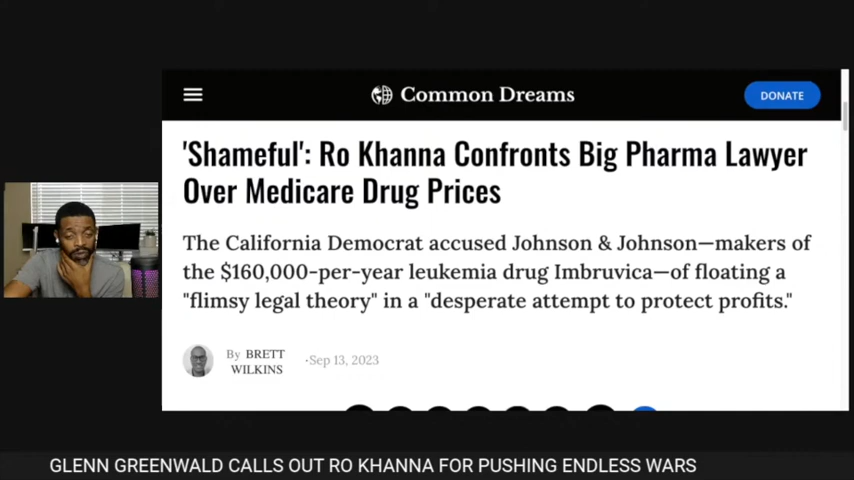 Common Dreams
DONATE
'Shameful': Ro Khanna Confronts Big Pharma Lawyer
Over Medicare Drug Prices
The California Democrat accused Johnson & Johnson—makers of
the $160,000-per-year leukemia drug Imbruvica—of floating a
"flimsy legal theory" in a "desperate attempt to protect profits."
By BRETT
WILKINS
·Sep 13, 2023
GLENN GREENWALD CALLS OUT RO KHANNA FOR PUSHING ENDLESS WARS